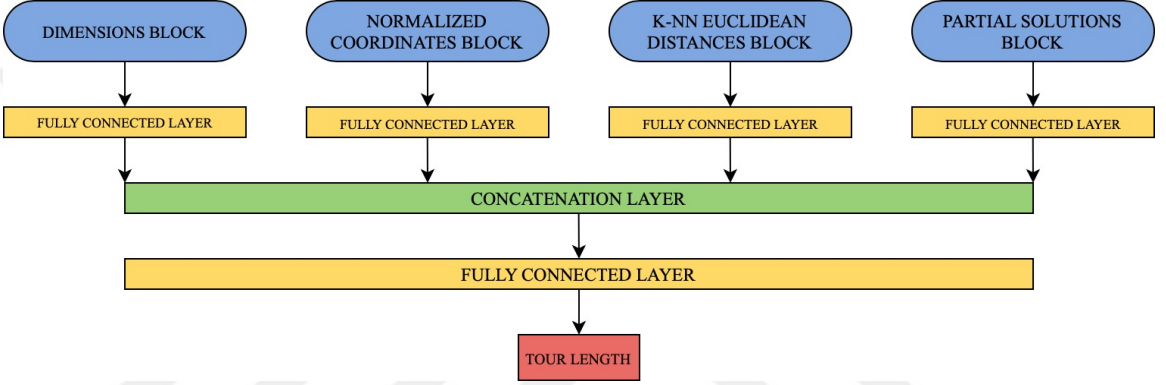 DIMENSIONS BLOCK
NORMALIZED
COORDINATES BLOCK
K-NN EUCLIDEAN
DISTANCES BLOCK
PARTIAL SOLUTIONS
BLOCK
FULLY CONNECTED LAYER
FULLY CONNECTED LAYER
FULLY CONNECTED LAYER
FULLY CONNECTED LAYER
CONCATENATION LAYER
FULLY CONNECTED LAYER
TOUR LENGTH